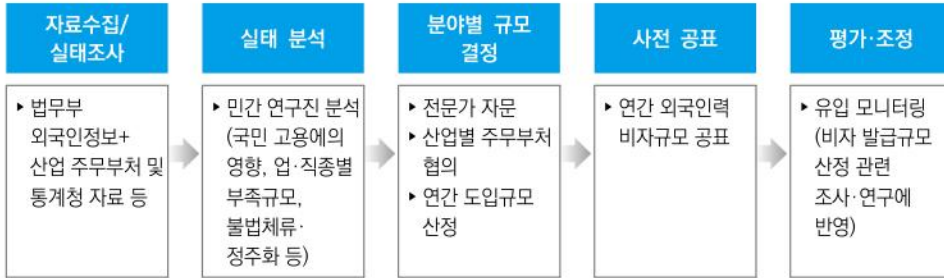 자료수집/
실태조사
▸ 법무부
외국인정보+
산업 주무부처 및
통계청 자료 등
실태 분석
▸ 민간 연구진 분석
(국민 고용에의
영향, 업·직종별
부족규모,
불법체류·
정주화 등)
분야별 규모
결정
▸ 전문가 자문
▸ 산업별 주무부처
협의
▸ 연간 도입규모
산정
사전 공표
▸ 연간 외국인력
비자규모 공표
평가·조정
▸ 유입 모니터링
(비자 발급규모
산정 관련
조사·연구에
반영)